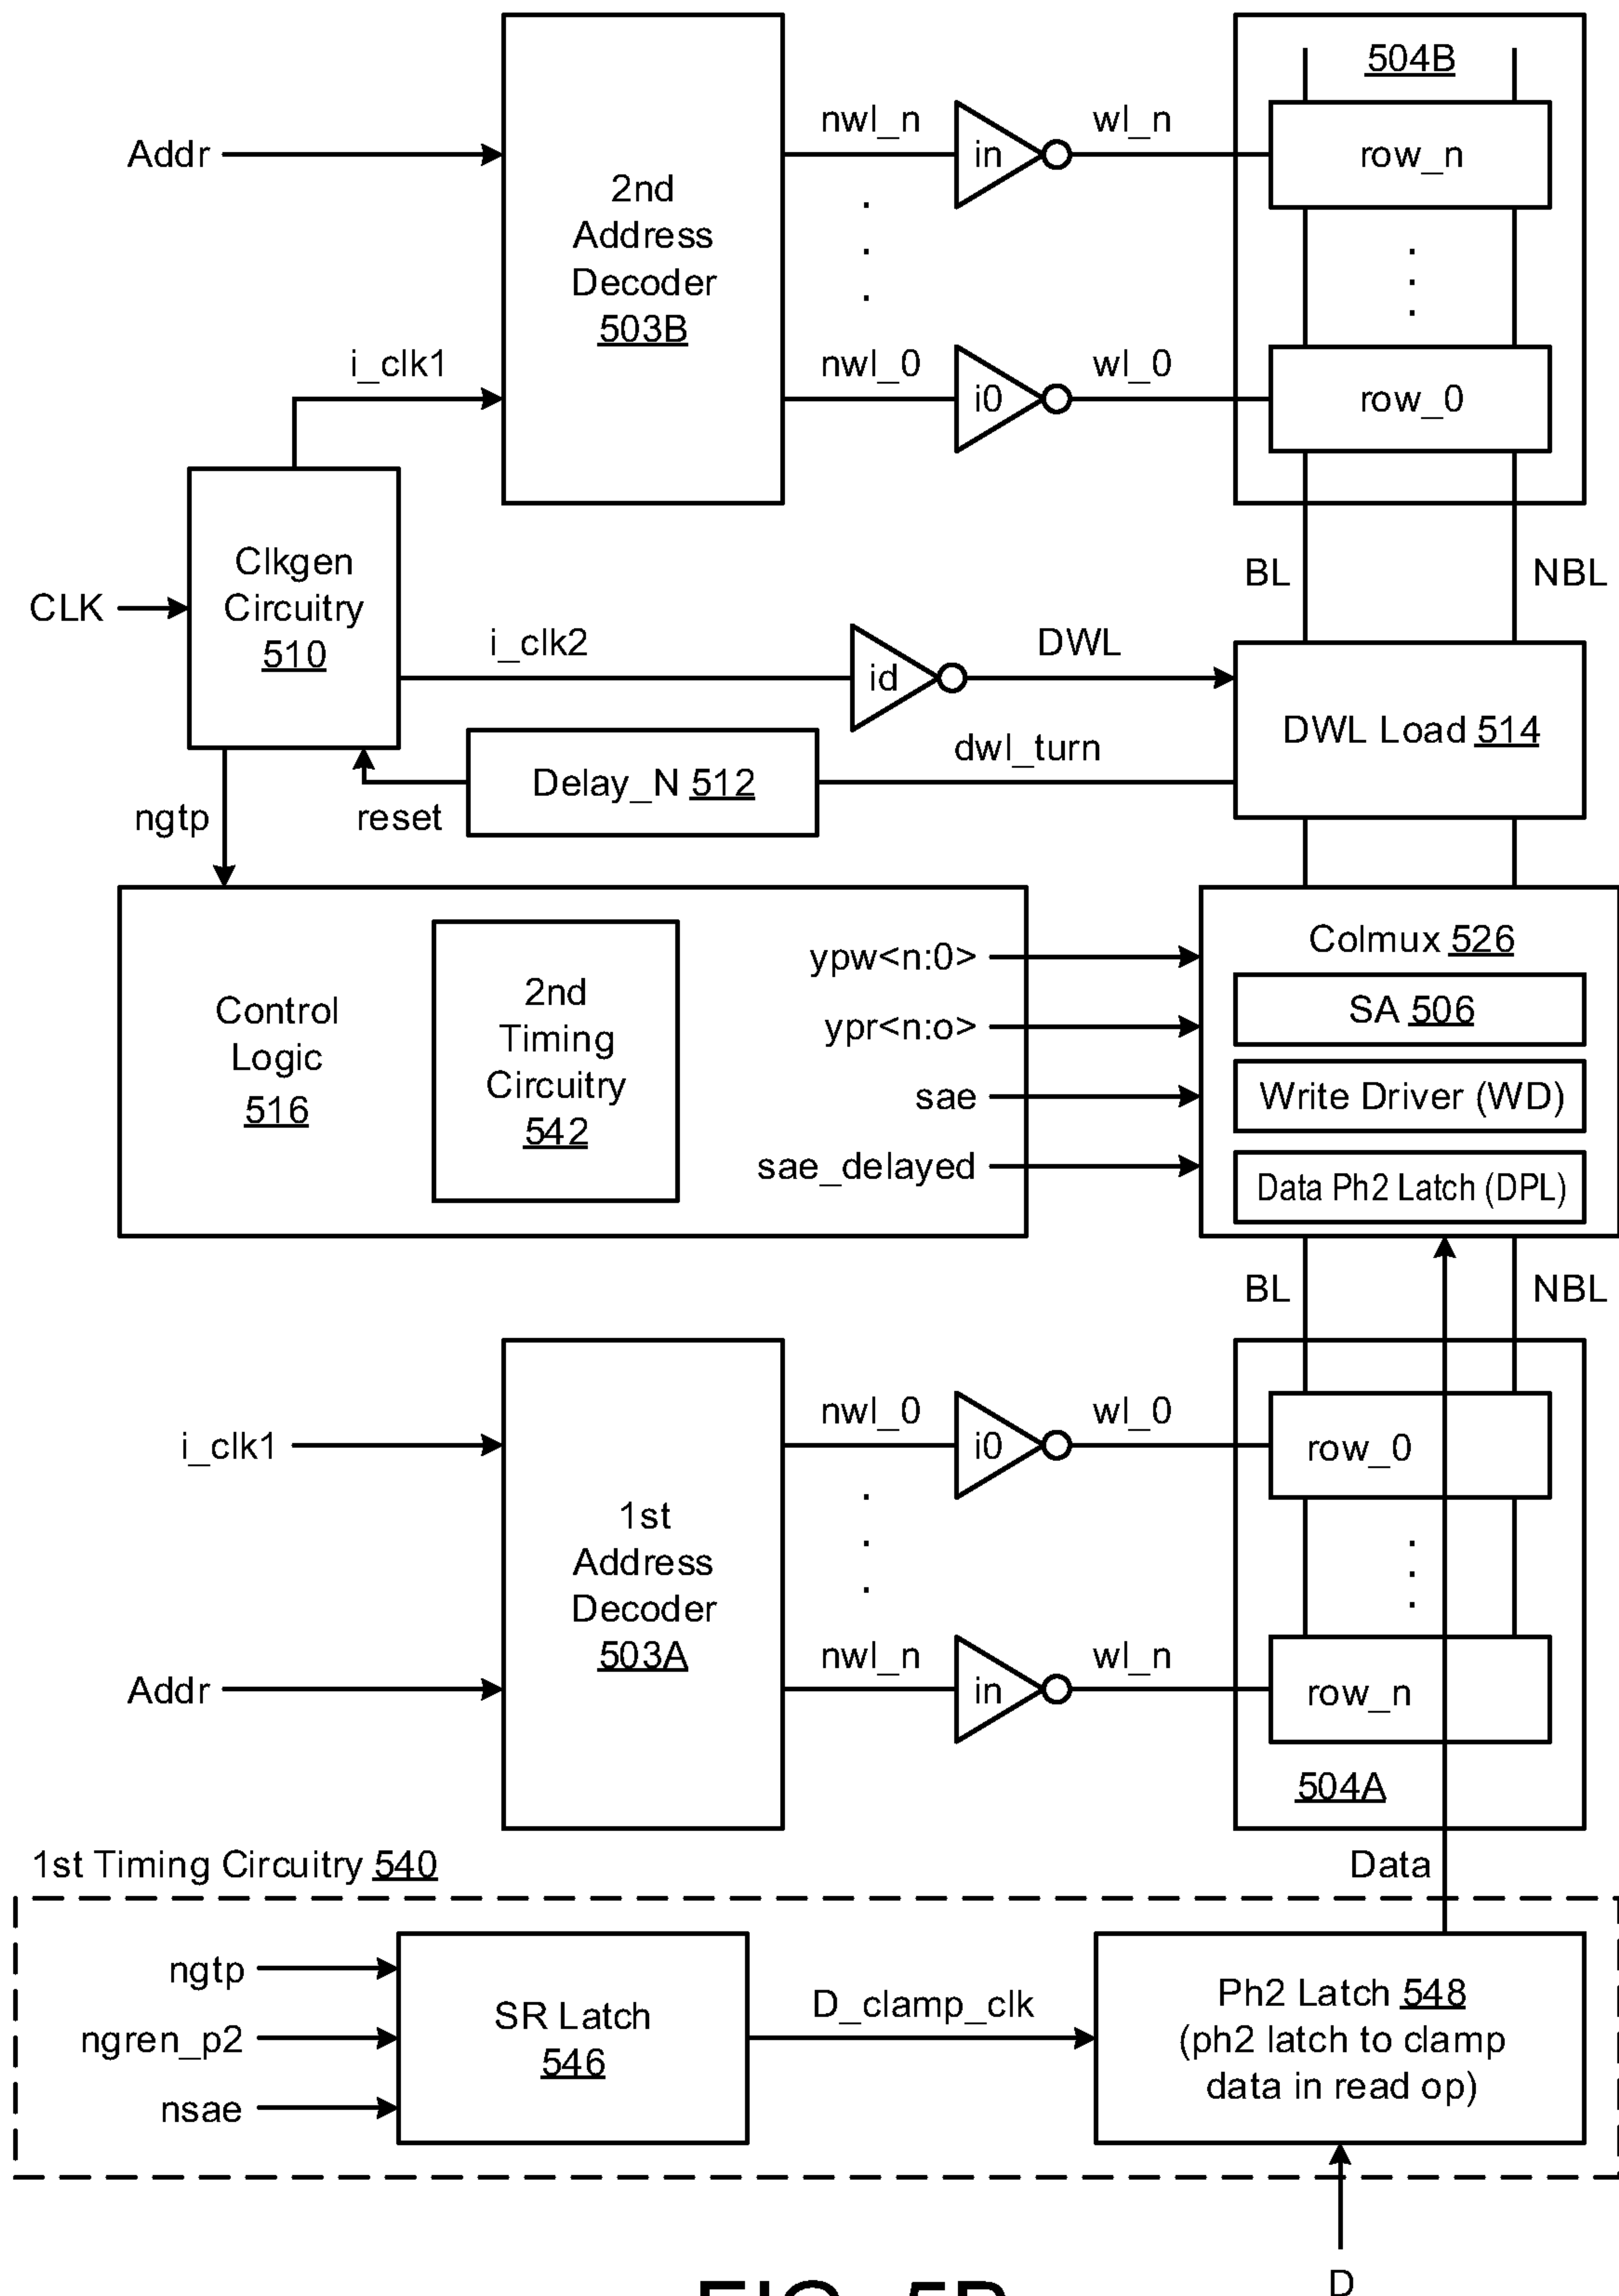 504B
nwl_n
wl_n
Addr
in
row_n
2nd
Address
Decoder
503B
i_clk1
nwl_0
wl_0
i0
row_0
Clkgen
Circuitry
510
BL
NBL
CLK
i_clk2
DWL
id
DWL Load 514
dwl_turn
Delay_N 512
ngtp
reset
Colmux 526
ypw<n:0>
SA 506
2nd
Timing
Circuitry
542
Control
Logic
516
ypr<n:o>
sae
Write Driver (WD)
sae_delayed
Data Ph2 Latch (DPL)
BL
NBL
nwl_0
wl_0
i_clk1
i0
row_0
1st
Address
Decoder
503A
nwl_n
wl_n
Addr
in
row_n
504A
1st Timing Circuitry 540
Data
ngtp
ngren_p2
nsae
SR Latch
546
D_clamp_clk
Ph2 Latch 548
(ph2 latch to clamp
data in read op)
D
FIG. 5B